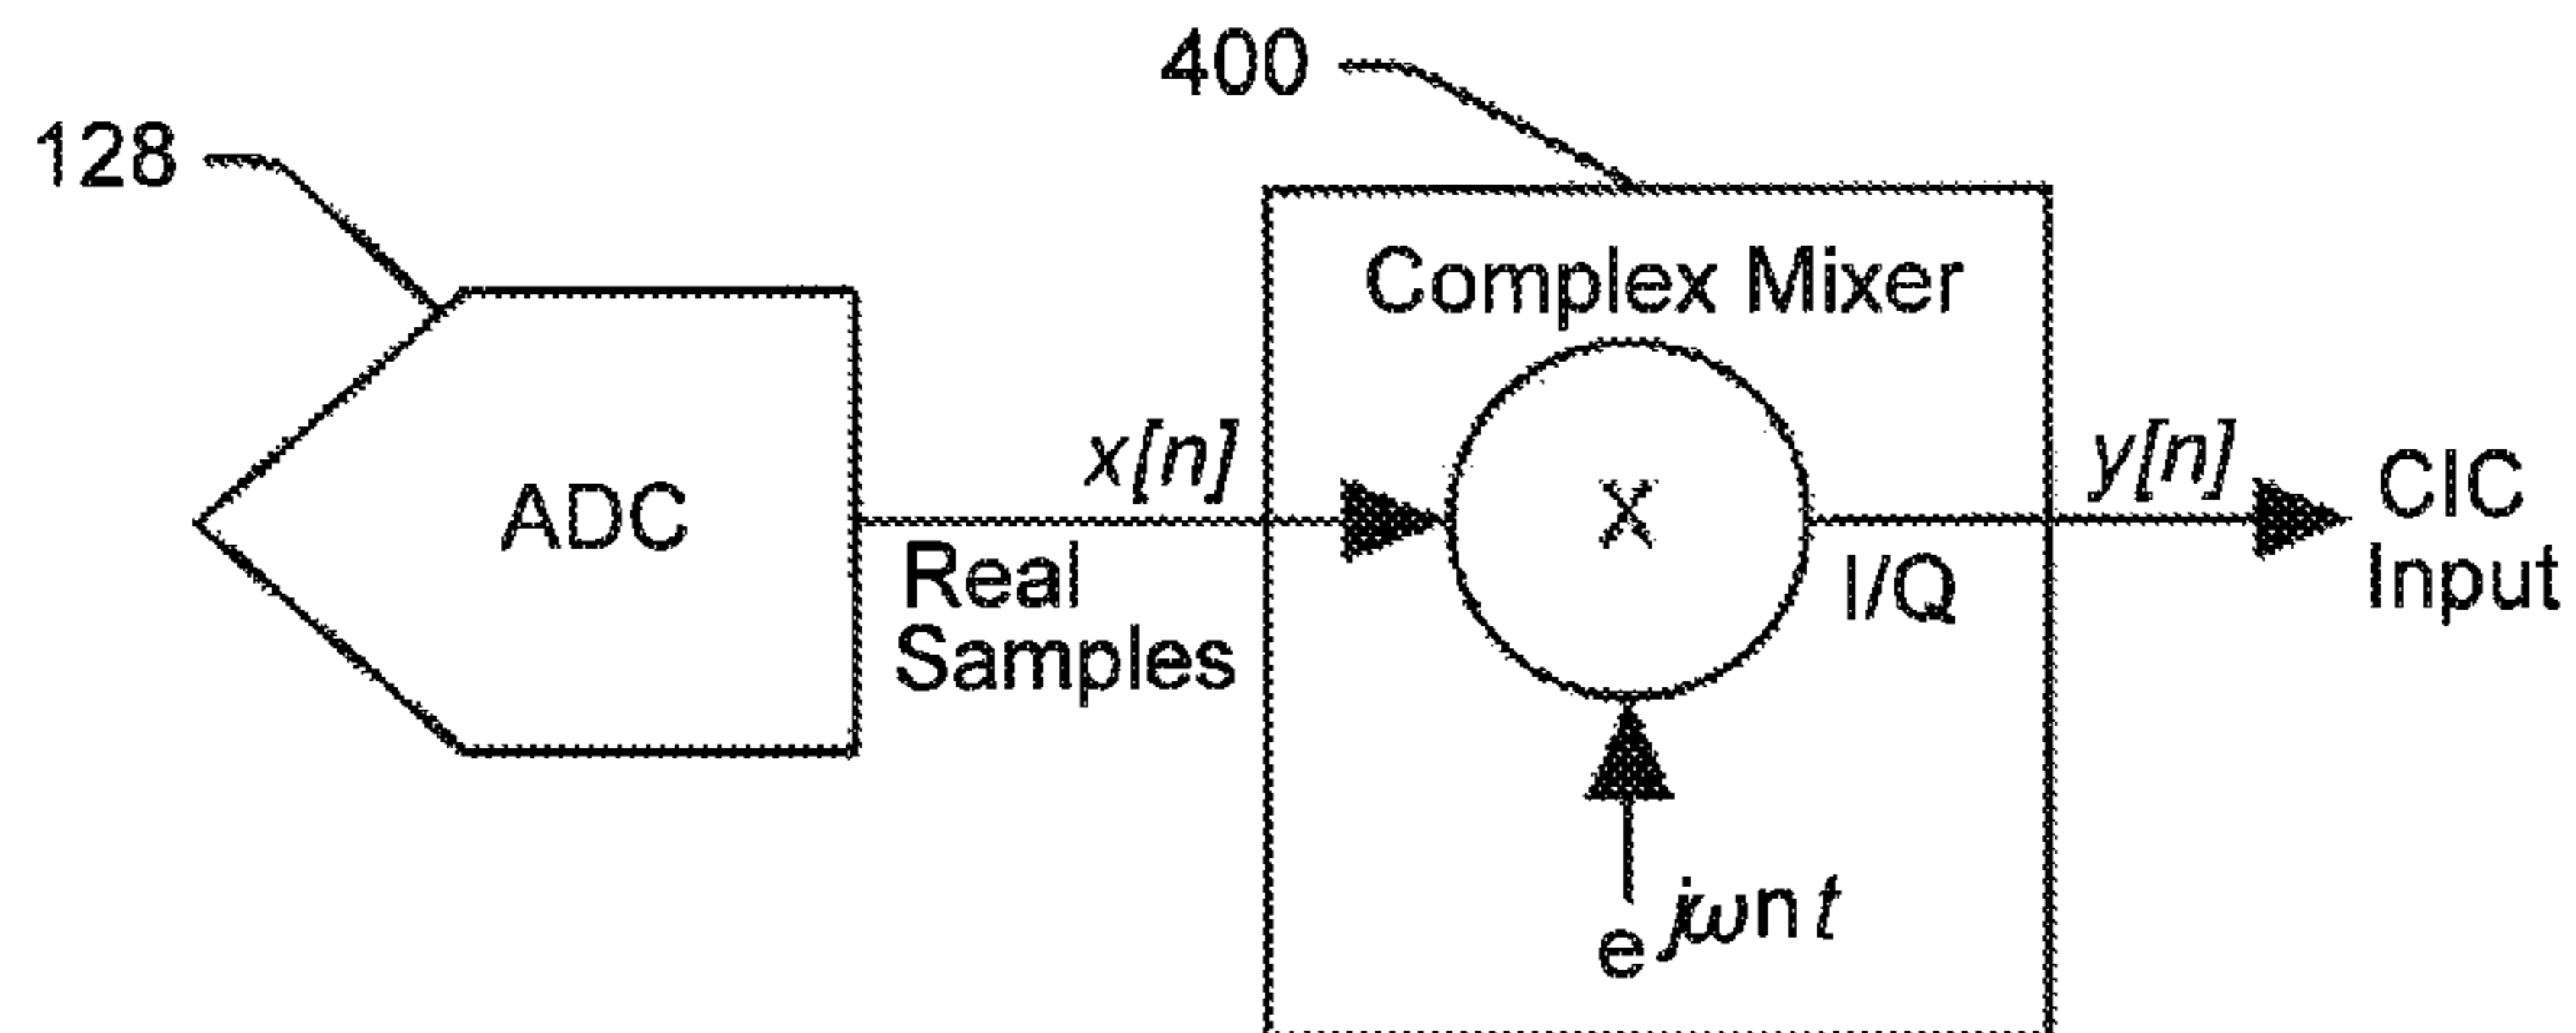 400
128
Complex Mixer
x[n]
y[n]
ADC
X
CIC
Input
Real
Samples
I/Q
e jωnt